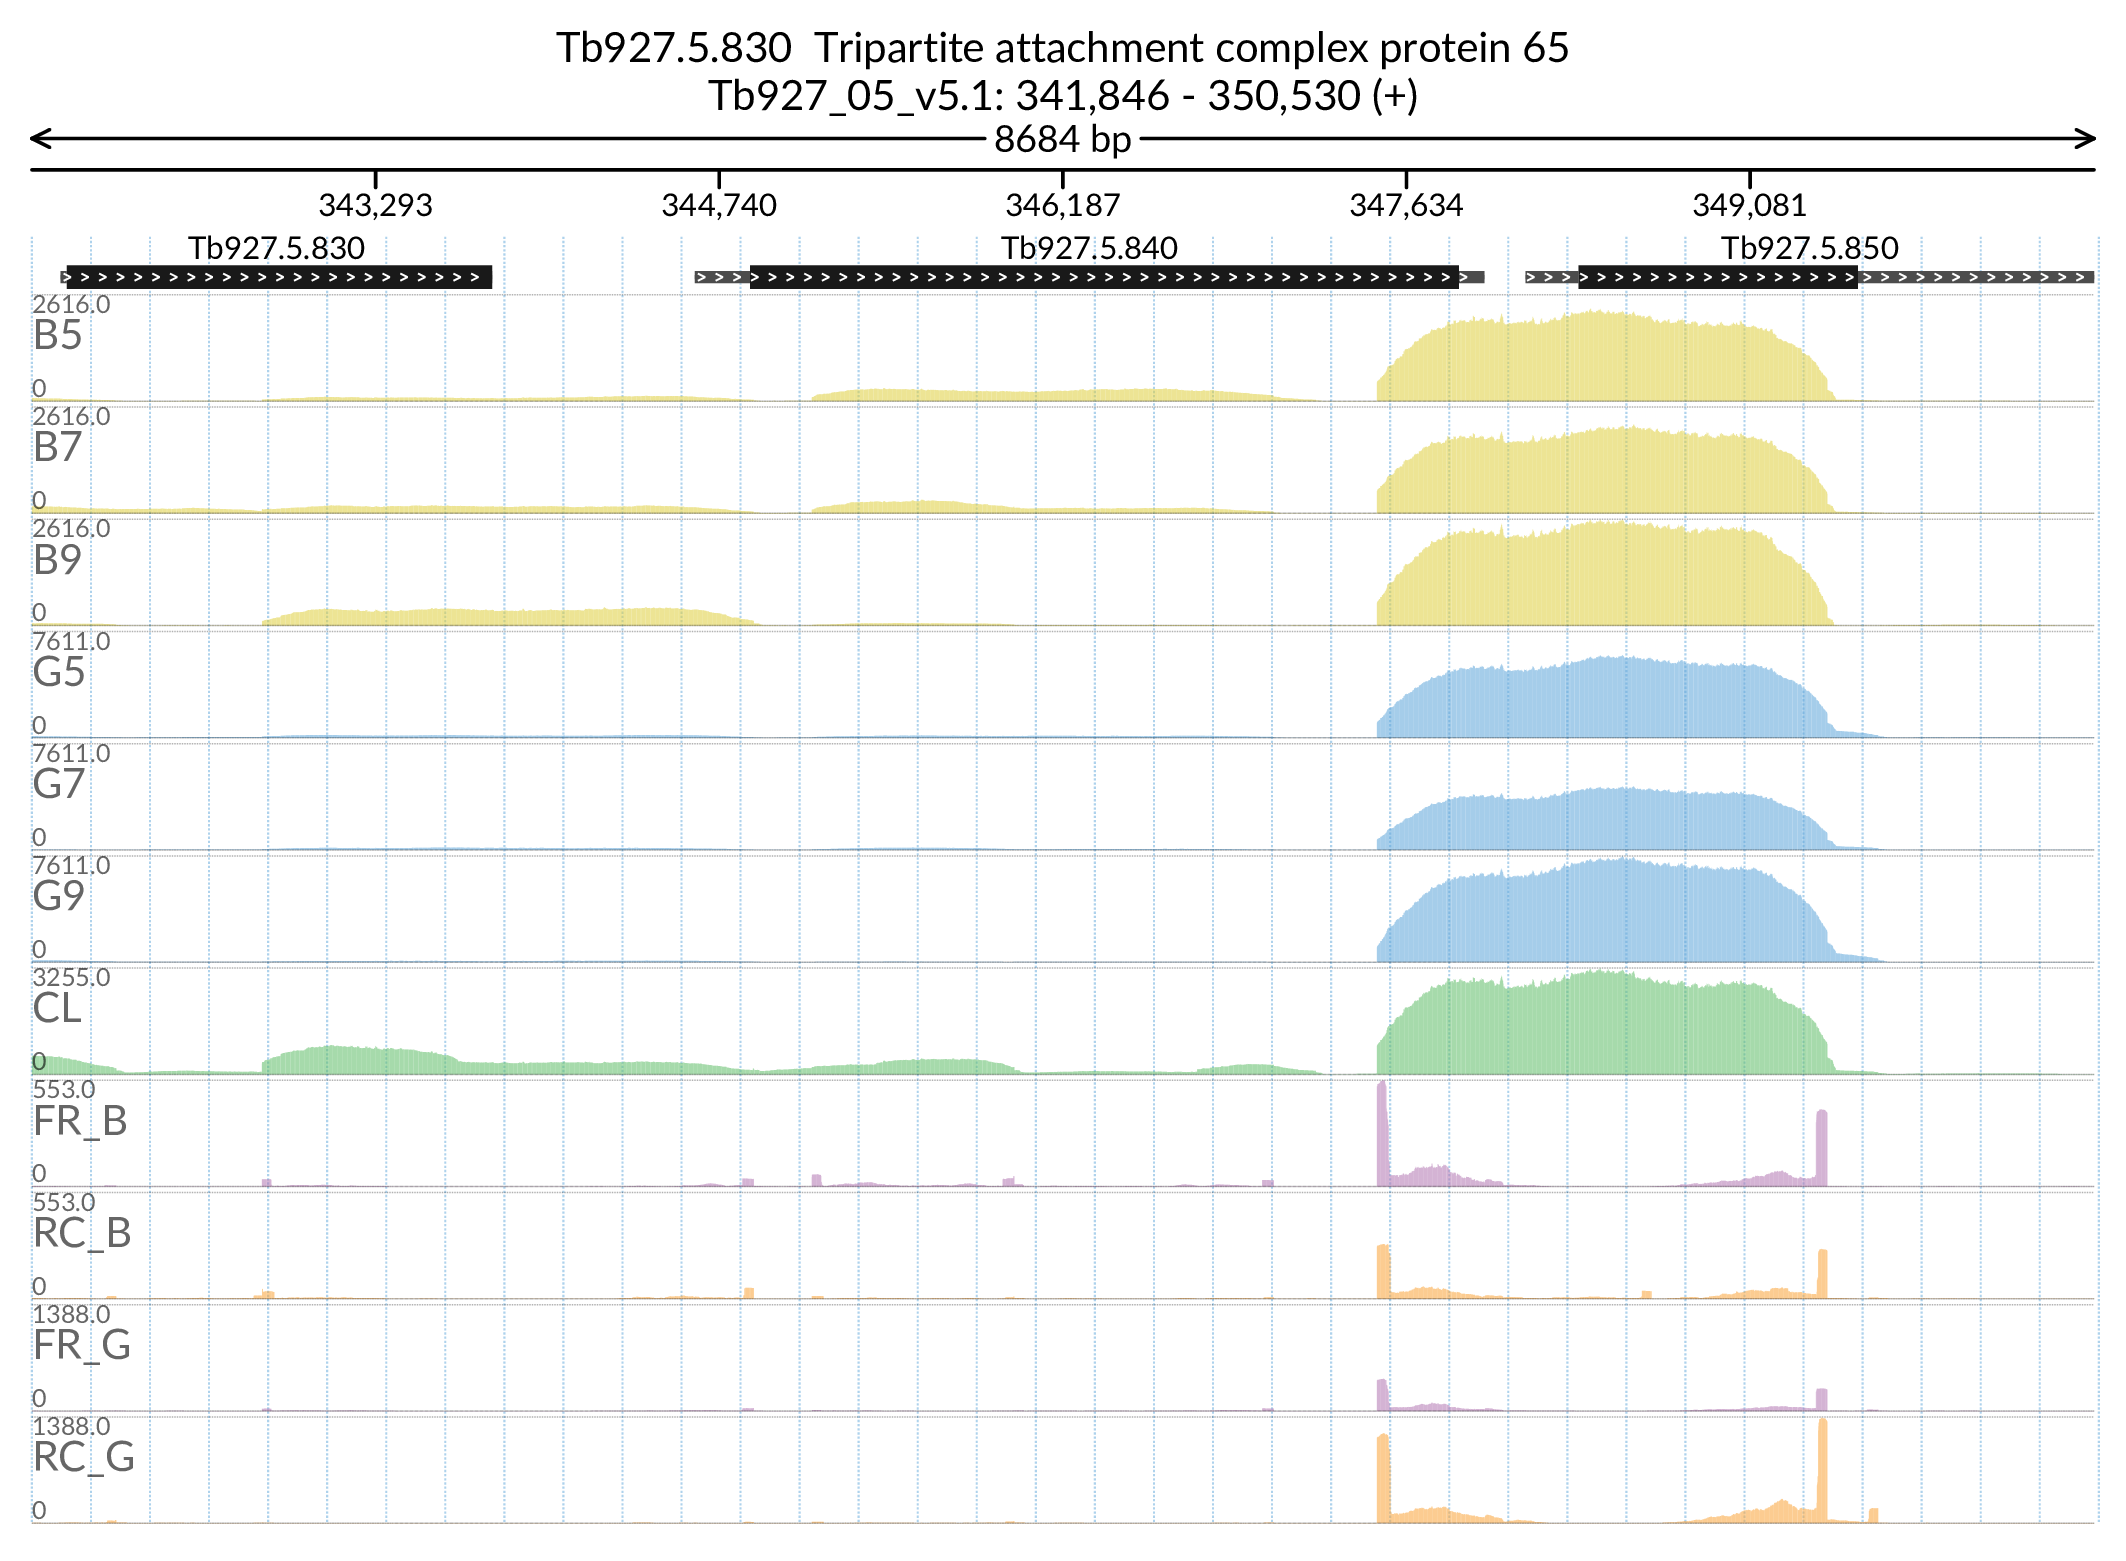 Tb927.5.830 Tripartite attachment complex protein 65
Tb927_05_v5.1: 341,846 - 350,530 (+)
8684 bp
343,293 344,740 346,187 347,634 349,081
Tb927.5.830 Tb927.5.840 Tb927.5.850
2616.0
B5
0
2616.0
B7
0
2616.0
B9
0
7611.0
G5
0
7611.0
G7
0
7611.0
G9
0
3255.0
CL
0
553.0
FR_B
0
553.0
RC_B
0
1388.0
FR_G
0
1388.0
RC_G
0